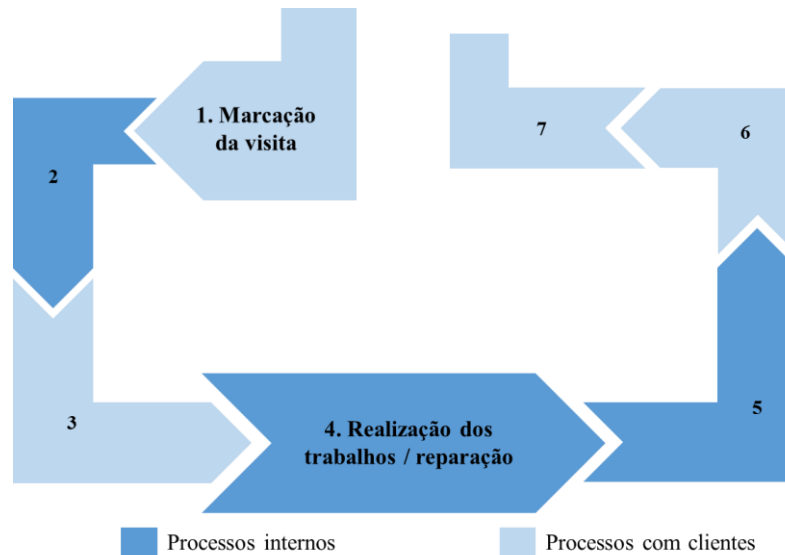 1. Marcação
da visita
2
3
4. Realização dos
trabalhos / reparação
5
6
7
Processos internos
Processos com clientes